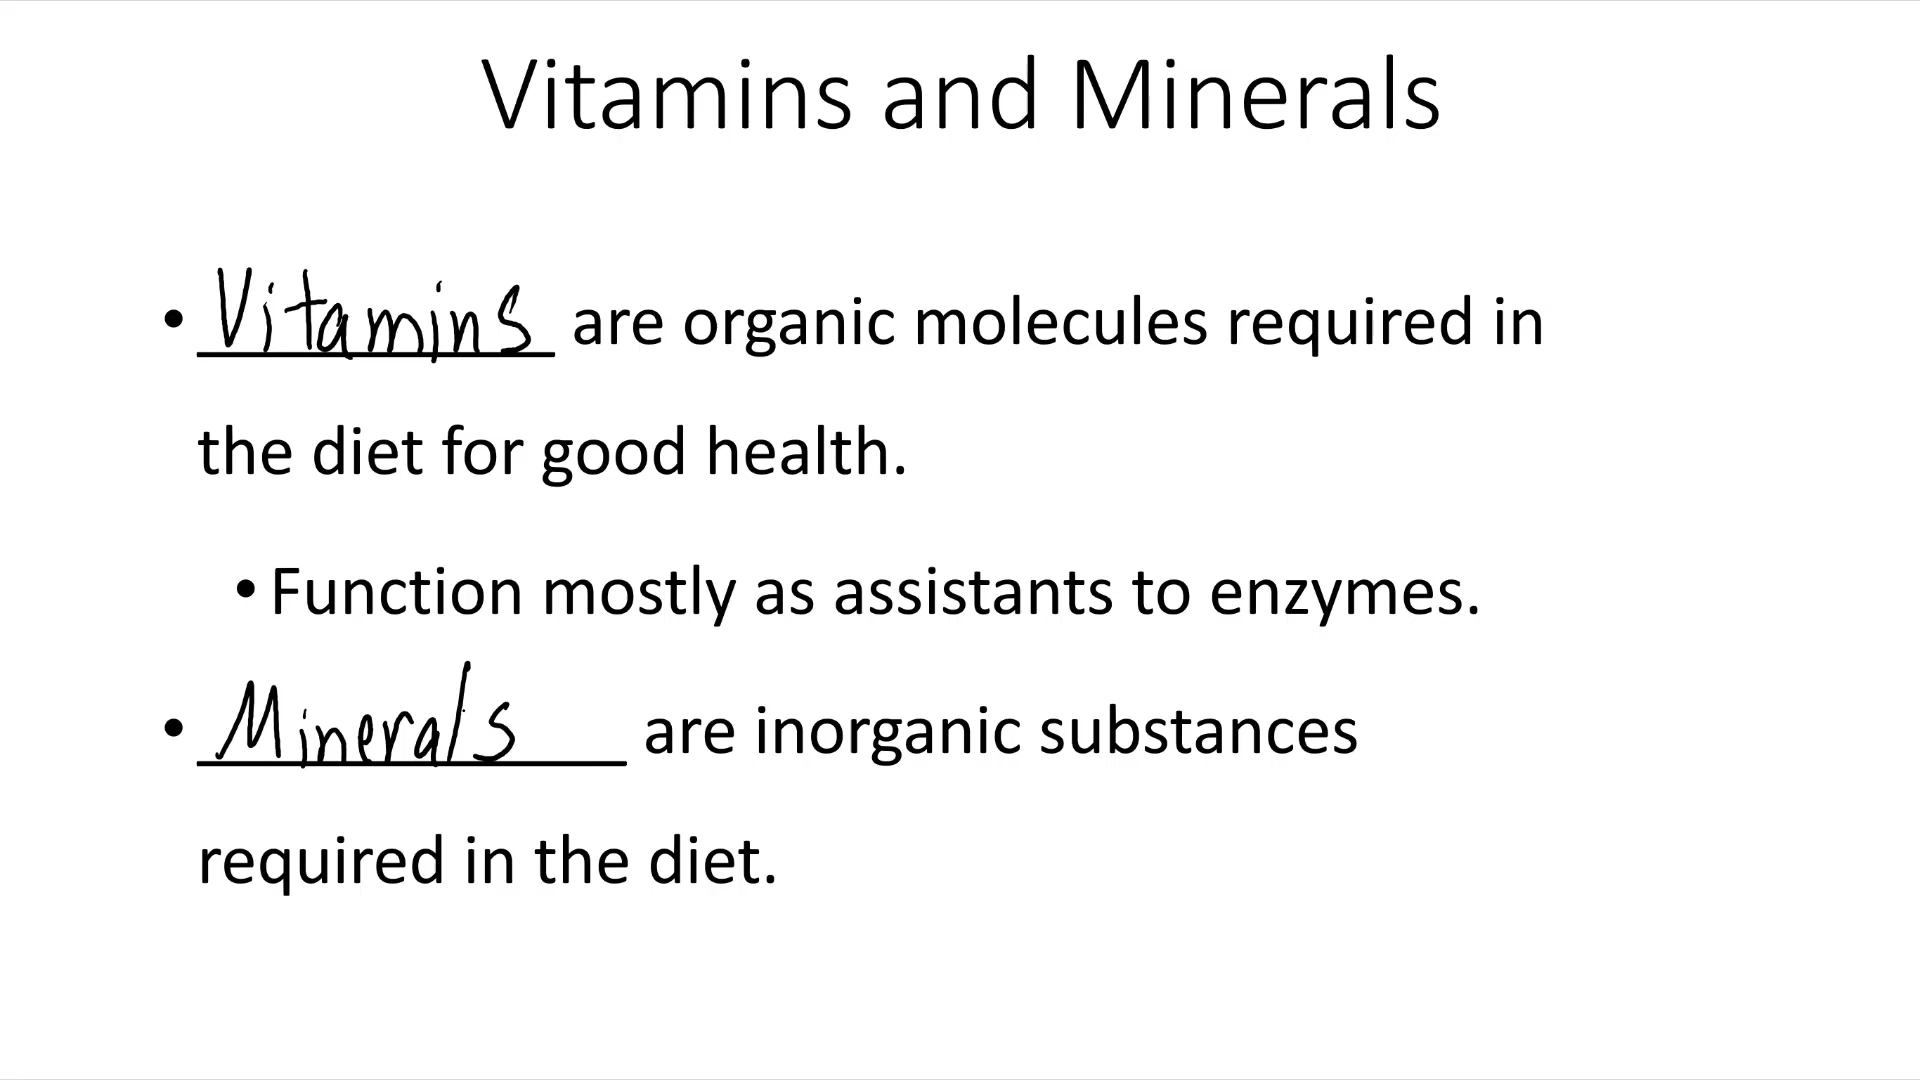 Vitamins and Minerals
• Vitamins are organic molecules required in
the diet for good health.
• Function mostly as assistants to enzymes.
• Minerals are inorganic substances
required in the diet.